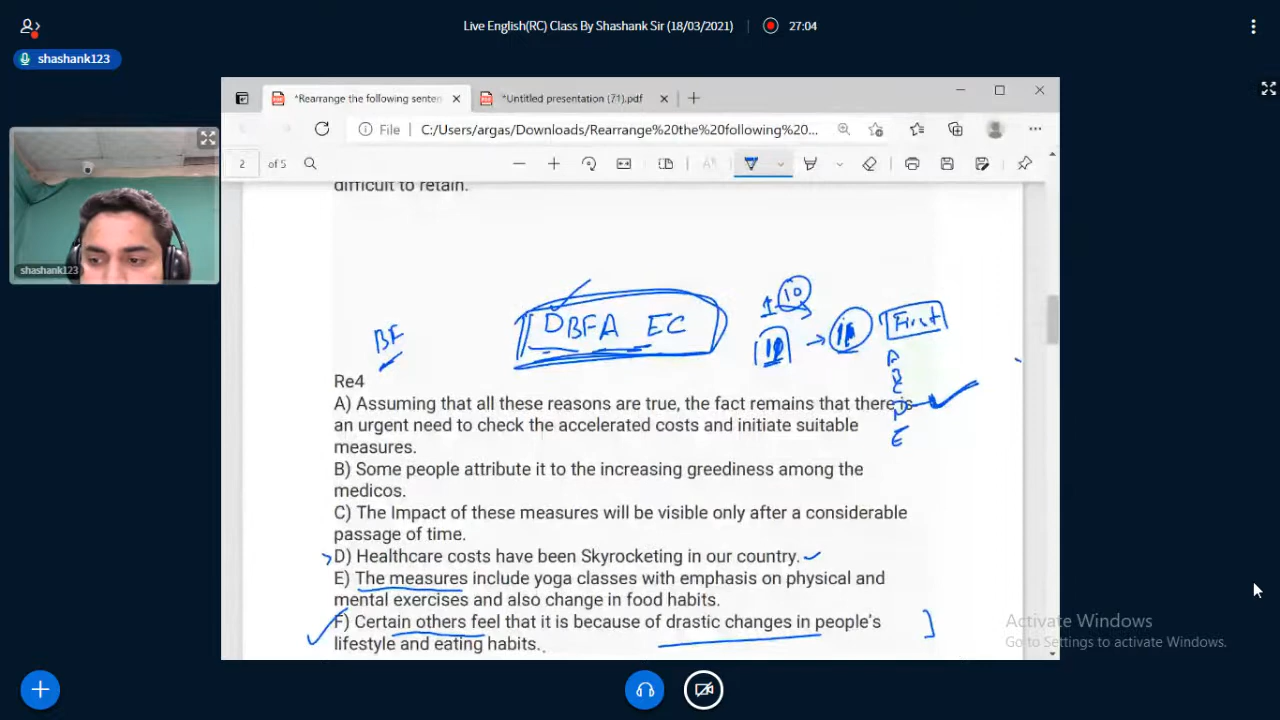 Live English(RC) Class By Shashank Sir (18/03/2021)
27:04
shashank123
*Rearrange the following senten
*Untitled presentation (71).pdf
File
C:/Users/argas/Downloads/Rearrange%20the%20following%20...
2 of 5
difficult to retain.
shashank123
10
DBFA EC
First
BF
A
B
C
D
E
Re4
A) Assuming that all these reasons are true, the fact remains that there is
an urgent need to check the accelerated costs and initiate suitable
measures.
B) Some people attribute it to the increasing greediness among the
medicos.
C) The Impact of these measures will be visible only after a considerable
passage of time.
D) Healthcare costs have been Skyrocketing in our country.
E) The measures include yoga classes with emphasis on physical and
mental exercises and also change in food habits.
F) Certain others feel that it is because of drastic changes in people's
lifestyle and eating habits.
Activate Windows
Go to Settings to activate Windows.